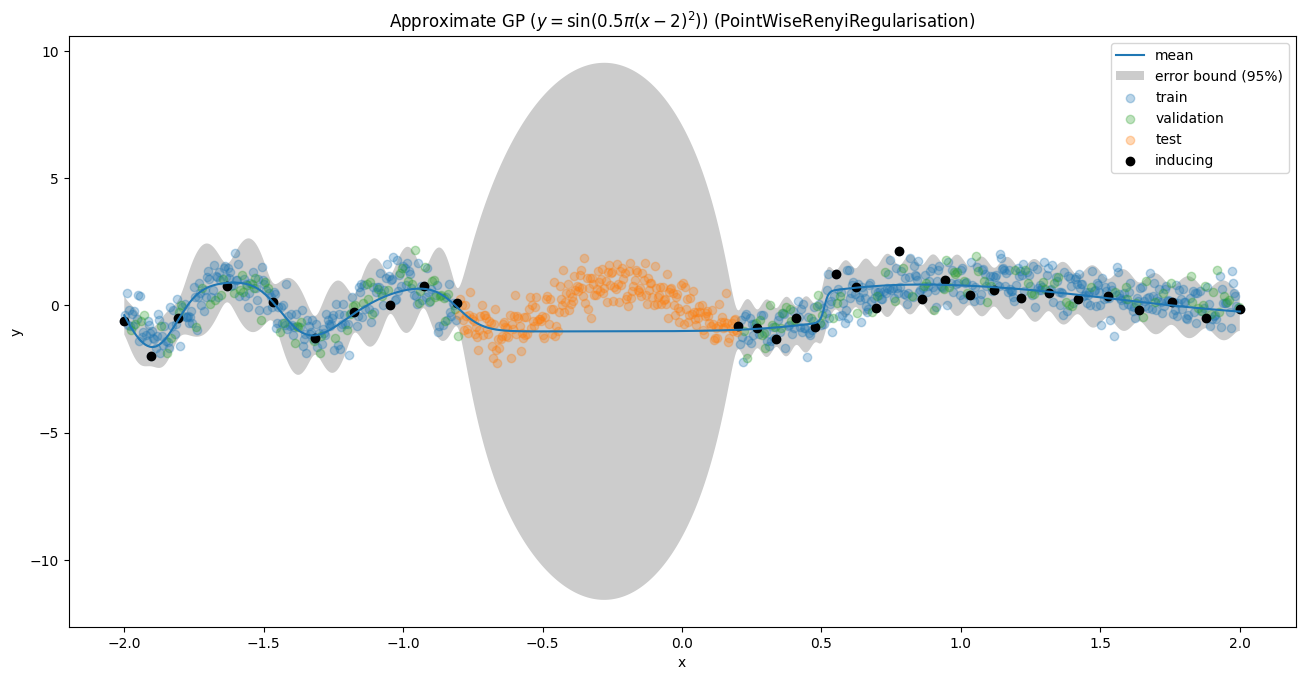 Approximate GP (y = sin(0.5π(x − 2)²)) (PointWiseRenyiRegularisation)
mean
error bound (95%)
train
validation
test
inducing
10
5
0
−5
−10
y
−2.0 −1.5 −1.0 −0.5 0.0 0.5 1.0 1.5 2.0
x